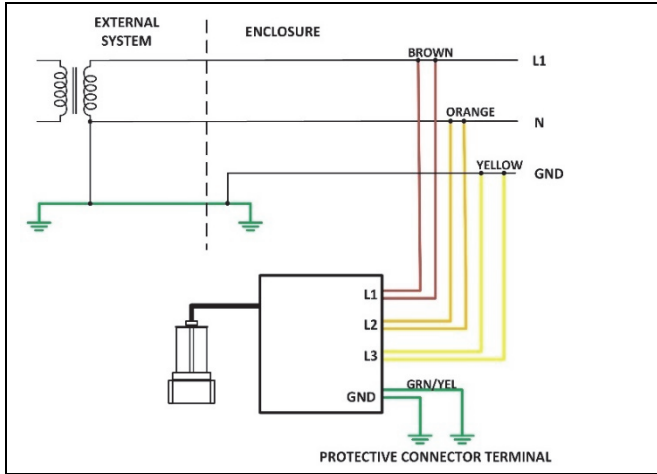 EXTERNAL
SYSTEM
ENCLOSURE
BROWN
L1
ORANGE
N
YELLOW
GND
L1
L2
L3
GRN/YEL
GND
PROTECTIVE CONNECTOR TERMINAL